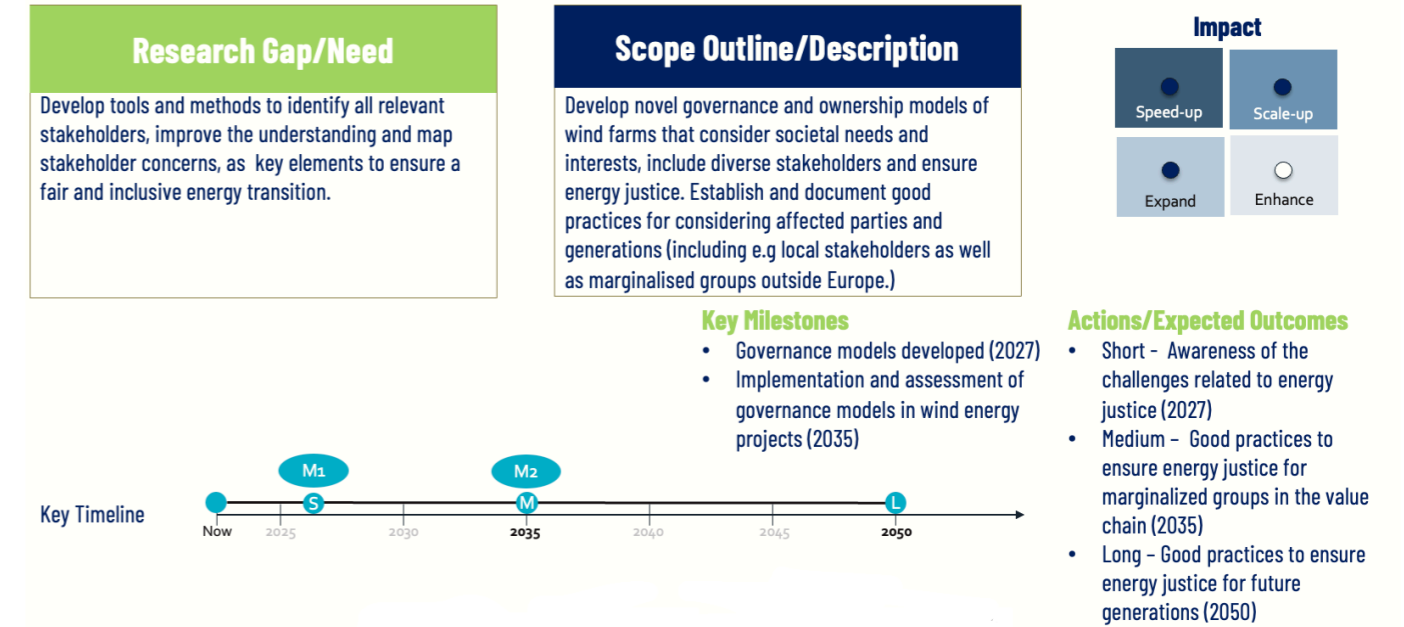 Research Gap/Need
Develop tools and methods to identify all relevant
stakeholders, improve the understanding and map
stakeholder concerns, as  key elements to ensure a
fair and inclusive energy transition.
Scope Outline/Description
Develop novel governance and ownership models of
wind farms that consider societal needs and
interests, include diverse stakeholders and ensure
energy justice. Establish and document good
practices for considering affected parties and
generations (including e.g local stakeholders as well
as marginalised groups outside Europe.)
Impact
Speed-up
Scale-up
Expand
Enhance
Key Milestones
• Governance models developed (2027)
• Implementation and assessment of
governance models in wind energy
projects (2035)
Actions/Expected Outcomes
• Short -  Awareness of the
challenges related to energy
justice (2027)
• Medium –  Good practices to
ensure energy justice for
marginalized groups in the value
chain (2035)
• Long – Good practices to ensure
energy justice for future
generations (2050)
Key Timeline
M1
M2
S
M
L
Now
2025
2030
2035
2040
2045
2050